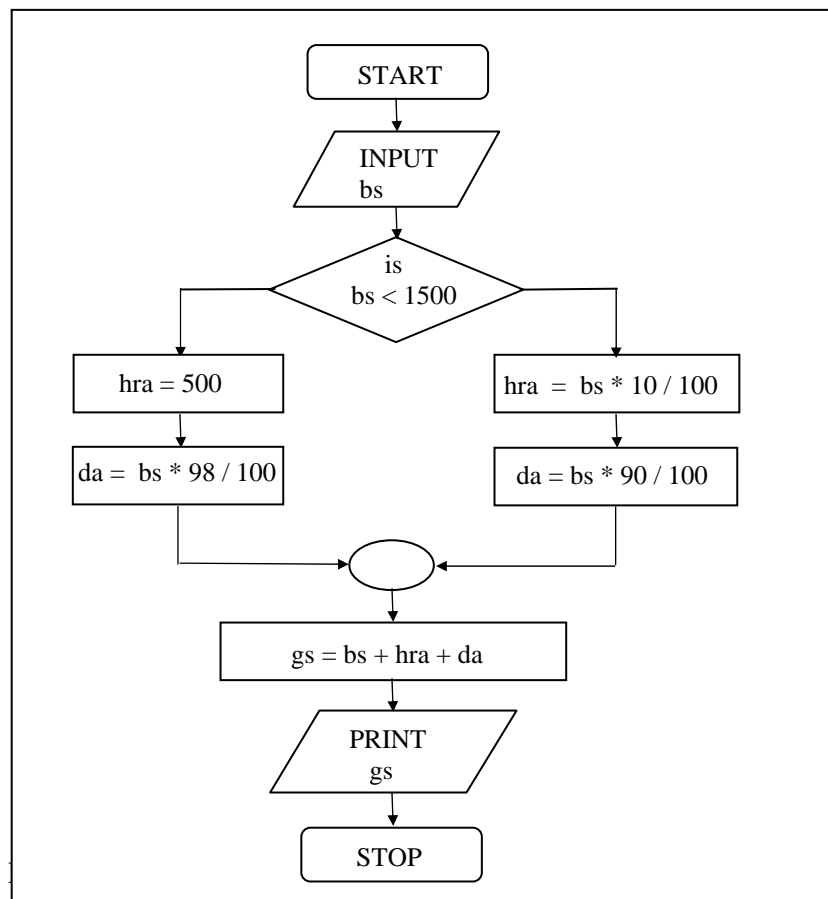 START
INPUT
bs
is
bs < 1500
hra = 500
hra = bs * 10 / 100
da = bs * 98 / 100
da = bs * 90 / 100
gs = bs + hra + da
PRINT
gs
STOP